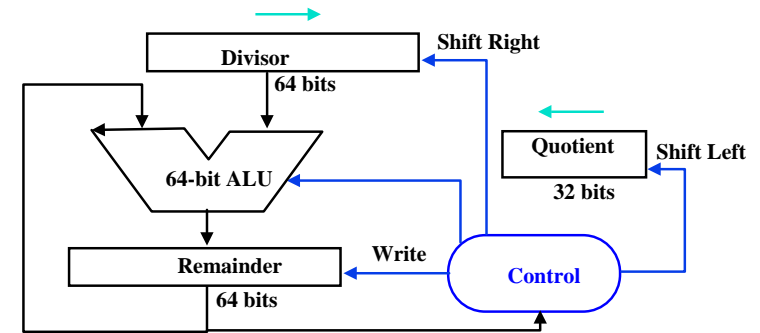 Shift Right
Divisor
64 bits
Quotient
Shift Left
64-bit ALU
32 bits
Write
Remainder
Control
64 bits